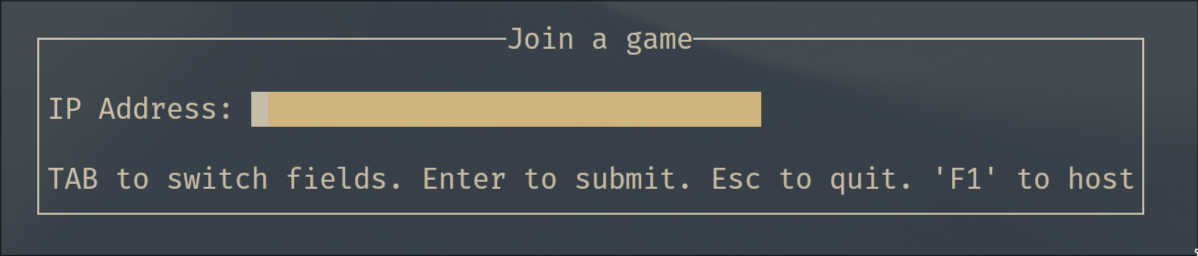 Join a game
IP Address:
TAB to switch fields. Enter to submit. Esc to quit. 'F1' to host